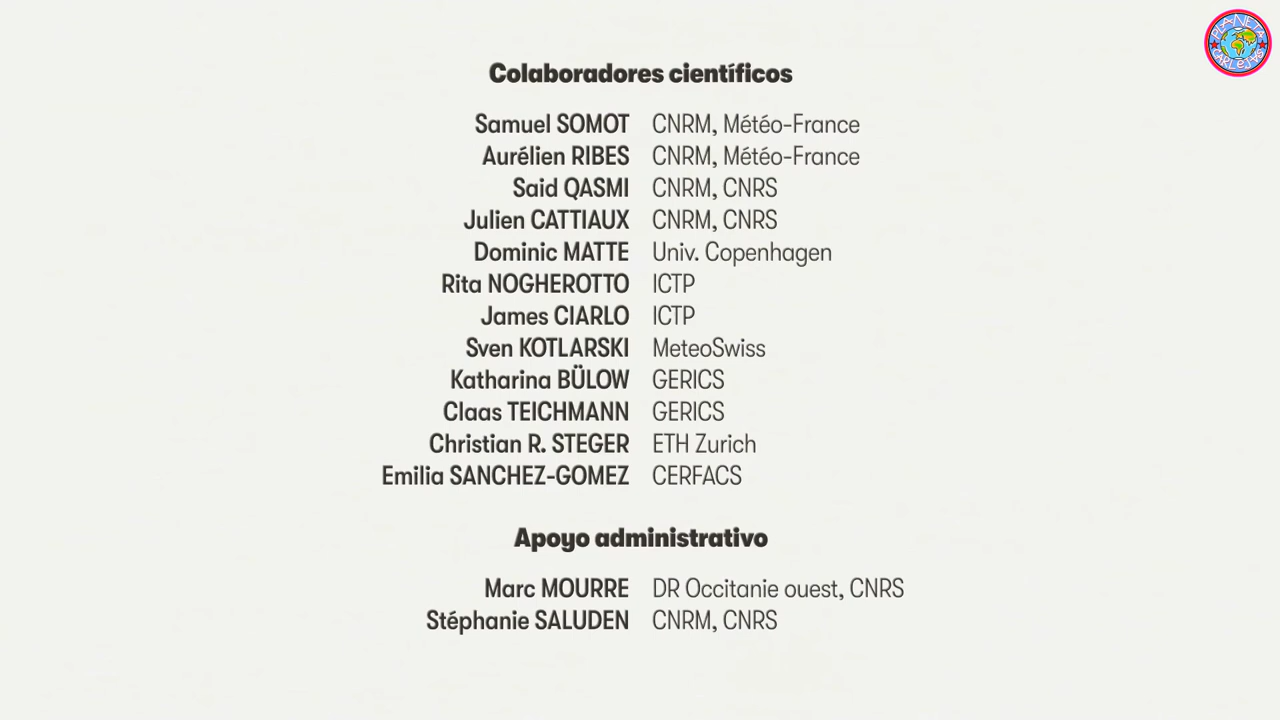 PLANETA
CARLEJAS
Colaboradores científicos
Samuel SOMOT CNRM, Météo-France
Aurélien RIBES CNRM, Météo-France
Said QASMI CNRM, CNRS
Julien CATTIAUX CNRM, CNRS
Dominic MATTE Univ. Copenhagen
Rita NOGHEROTTO ICTP
James CIARLO ICTP
Sven KOTLARSKI MeteoSwiss
Katharina BÜLOW GERICS
Claas TEICHMANN GERICS
Christian R. STEGER ETH Zurich
Emilia SANCHEZ-GOMEZ CERFACS
Apoyo administrativo
Marc MOURRE DR Occitanie ouest, CNRS
Stéphanie SALUDEN CNRM, CNRS